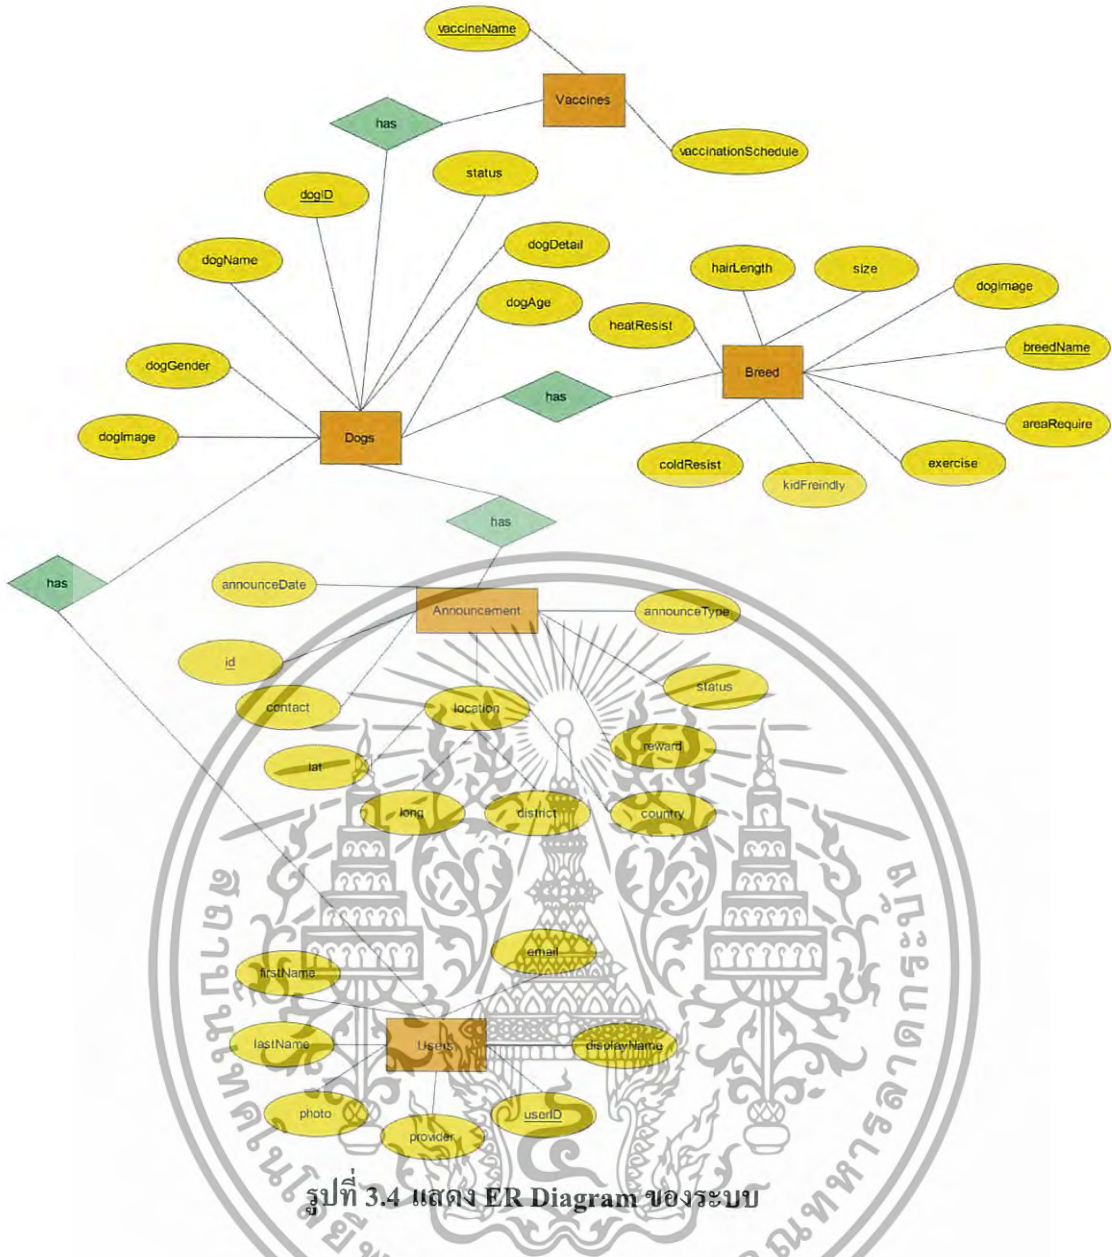 vaccineName
Vaccines
has
vaccinationSchedule
status
dogID
dogDetail
dogName
hairLength
size
dogImage
dogAge
heatResist
breedName
dogGender
Breed
has
areaRequire
dogImage
Dogs
coldResist
kidFreindly
exercise
has
has
announceDate
Announcement
announceType
id
status
contact
location
reward
lat
long
district
country
email
firstName
lastName
Users
displayName
photo
provider
userID
รูปที่ 3.4 แสดง ER Diagram ของระบบ